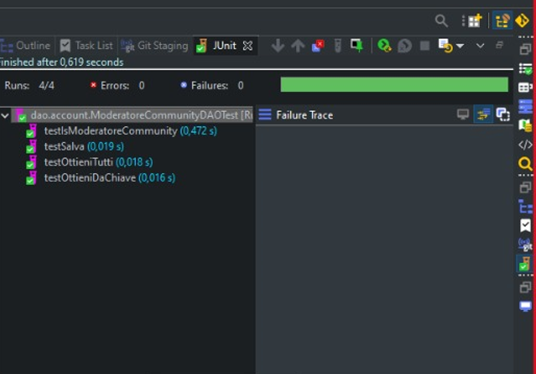 Outline Task List Git Staging JUnit
Finished after 0,619 seconds
Runs: 4/4 Errors: 0 Failures: 0
dao.account.ModeratoreCommunityDAOTest [R
Failure Trace
testIsModeratoreCommunity (0,472 s)
testSalva (0,019 s)
testOttieniTutti (0,018 s)
testOttieniDaChiave (0,016 s)